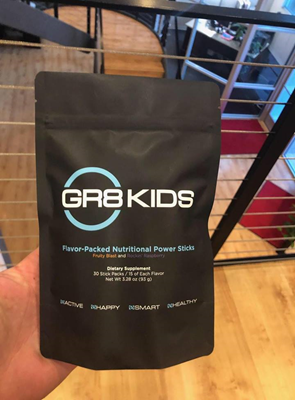 GR8 KIDS
Flavor-Packed Nutritional Power Sticks
Fruity Blast and Rockin' Raspberry
Dietary Supplement
30 Stick Packs / 15 of Each Flavor
Net Wt 3.28 oz (93 g)
ACTIVE HAPPY SMART HEALTHY